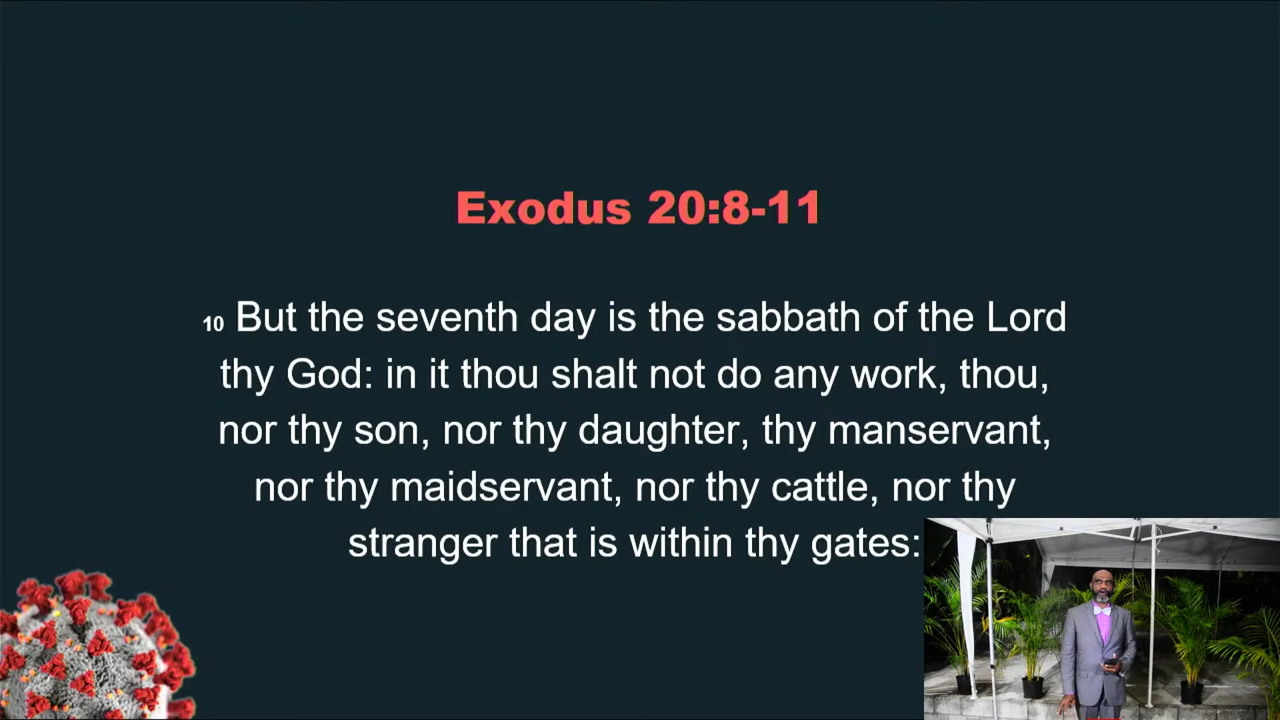 Exodus 20:8-11
10 But the seventh day is the sabbath of the Lord
thy God: in it thou shalt not do any work, thou,
nor thy son, nor thy daughter, thy manservant,
nor thy maidservant, nor thy cattle, nor thy
stranger that is within thy gates: